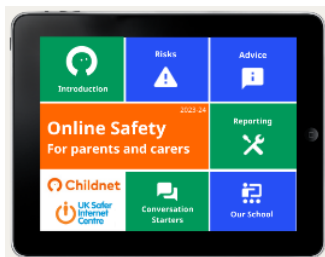 Introduction
Risks
Advice
2023-24
Online Safety
For parents and carers
Reporting
Childnet
UK Safer
Internet
Centre
Conversation
Starters
Our School